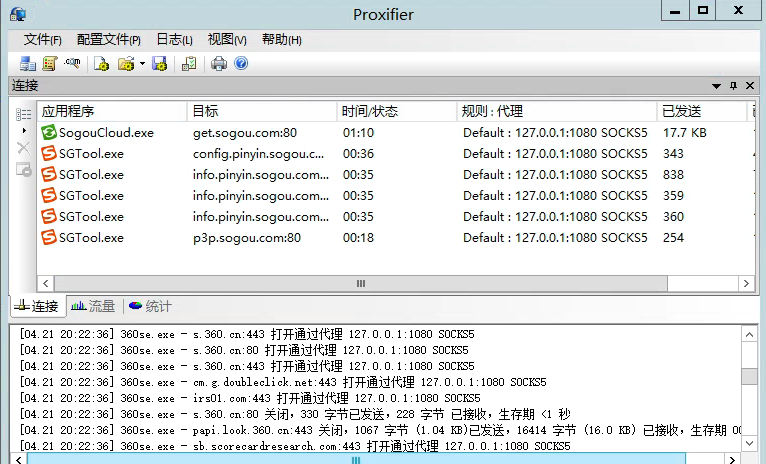 Proxifier
文件(F) 配置文件(P) 日志(L) 视图(V) 帮助(H)
连接
应用程序 目标 时间/状态 规则 : 代理 已发送
SogouCloud.exe get.sogou.com:80 01:10 Default : 127.0.0.1:1080 SOCKS5 17.7 KB
SGTool.exe config.pinyin.sogou.c... 00:36 Default : 127.0.0.1:1080 SOCKS5 343
SGTool.exe info.pinyin.sogou.com... 00:35 Default : 127.0.0.1:1080 SOCKS5 838
SGTool.exe info.pinyin.sogou.com... 00:35 Default : 127.0.0.1:1080 SOCKS5 359
SGTool.exe info.pinyin.sogou.com... 00:35 Default : 127.0.0.1:1080 SOCKS5 360
SGTool.exe p3p.sogou.com:80 00:18 Default : 127.0.0.1:1080 SOCKS5 254
连接 流量 统计
[04.21 20:22:36] 360se.exe - s.360.cn:443 打开通过代理 127.0.0.1:1080 SOCKS5
[04.21 20:22:36] 360se.exe - s.360.cn:80 打开通过代理 127.0.0.1:1080 SOCKS5
[04.21 20:22:36] 360se.exe - s.360.cn:443 打开通过代理 127.0.0.1:1080 SOCKS5
[04.21 20:22:36] 360se.exe - cm.g.doubleclick.net:443 打开通过代理 127.0.0.1:1080 SOCKS5
[04.21 20:22:36] 360se.exe - irs01.com:443 打开通过代理 127.0.0.1:1080 SOCKS5
[04.21 20:22:36] 360se.exe - s.360.cn:80 关闭，330 字节已发送，228 字节 已接收，生存期 <1 秒
[04.21 20:22:36] 360se.exe - papi.look.360.cn:443 关闭，1067 字节 (1.04 KB)已发送，16414 字节 (16.0 KB) 已接收，生存期
[04.21 20:22:36] 360se.exe - sb.scorecardresearch.com:443 打开通过代理 127.0.0.1:1080 SOCKS5